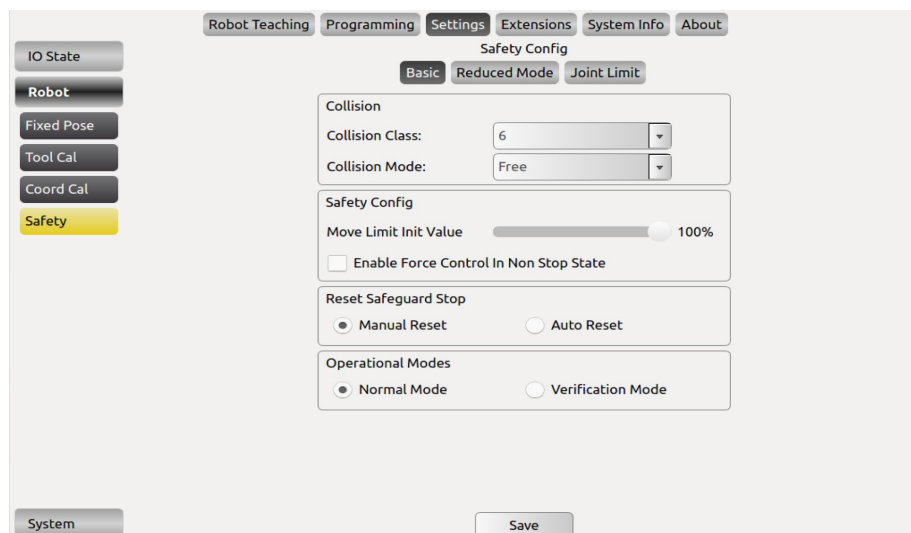 Robot Teaching Programming Settings Extensions System Info About
IO State
Safety Config
Basic Reduced Mode Joint Limit
Robot
Fixed Pose
Tool Cal
Coord Cal
Safety
Collision
Collision Class: 6
Collision Mode: Free
Safety Config
Move Limit Init Value 100%
Enable Force Control In Non Stop State
Reset Safeguard Stop
Manual Reset Auto Reset
Operational Modes
Normal Mode Verification Mode
System Save